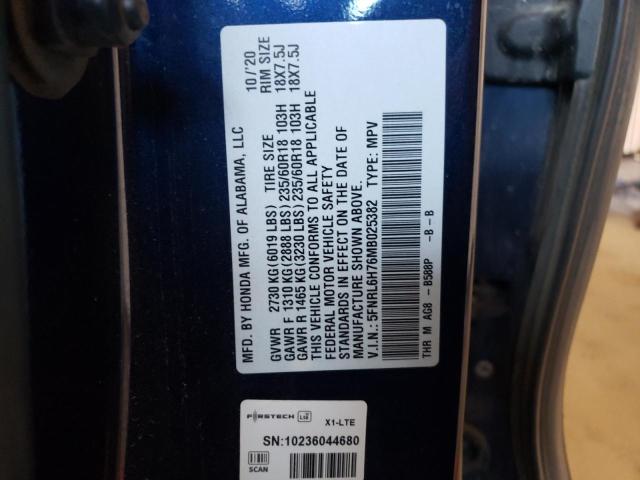 MFD. BY HONDA MFG. OF ALABAMA, LLC 10/'20
GVWR 2730 KG(6019 LBS) TIRE SIZE RIM SIZE
GAWR F 1310 KG(2888 LBS) 235/60R18 103H 18X7.5J
GAWR R 1465 KG(3230 LBS) 235/60R18 103H 18X7.5J
THIS VEHICLE CONFORMS TO ALL APPLICABLE
FEDERAL MOTOR VEHICLE SAFETY
STANDARDS IN EFFECT ON THE DATE OF
MANUFACTURE SHOWN ABOVE.
V.I.N.: 5FNRL6H76MB025382 TYPE: MPV
THR M AG8 - B588P -B -B
FIRSTECH LTE X1-LTE
SN:10236044680
SCAN